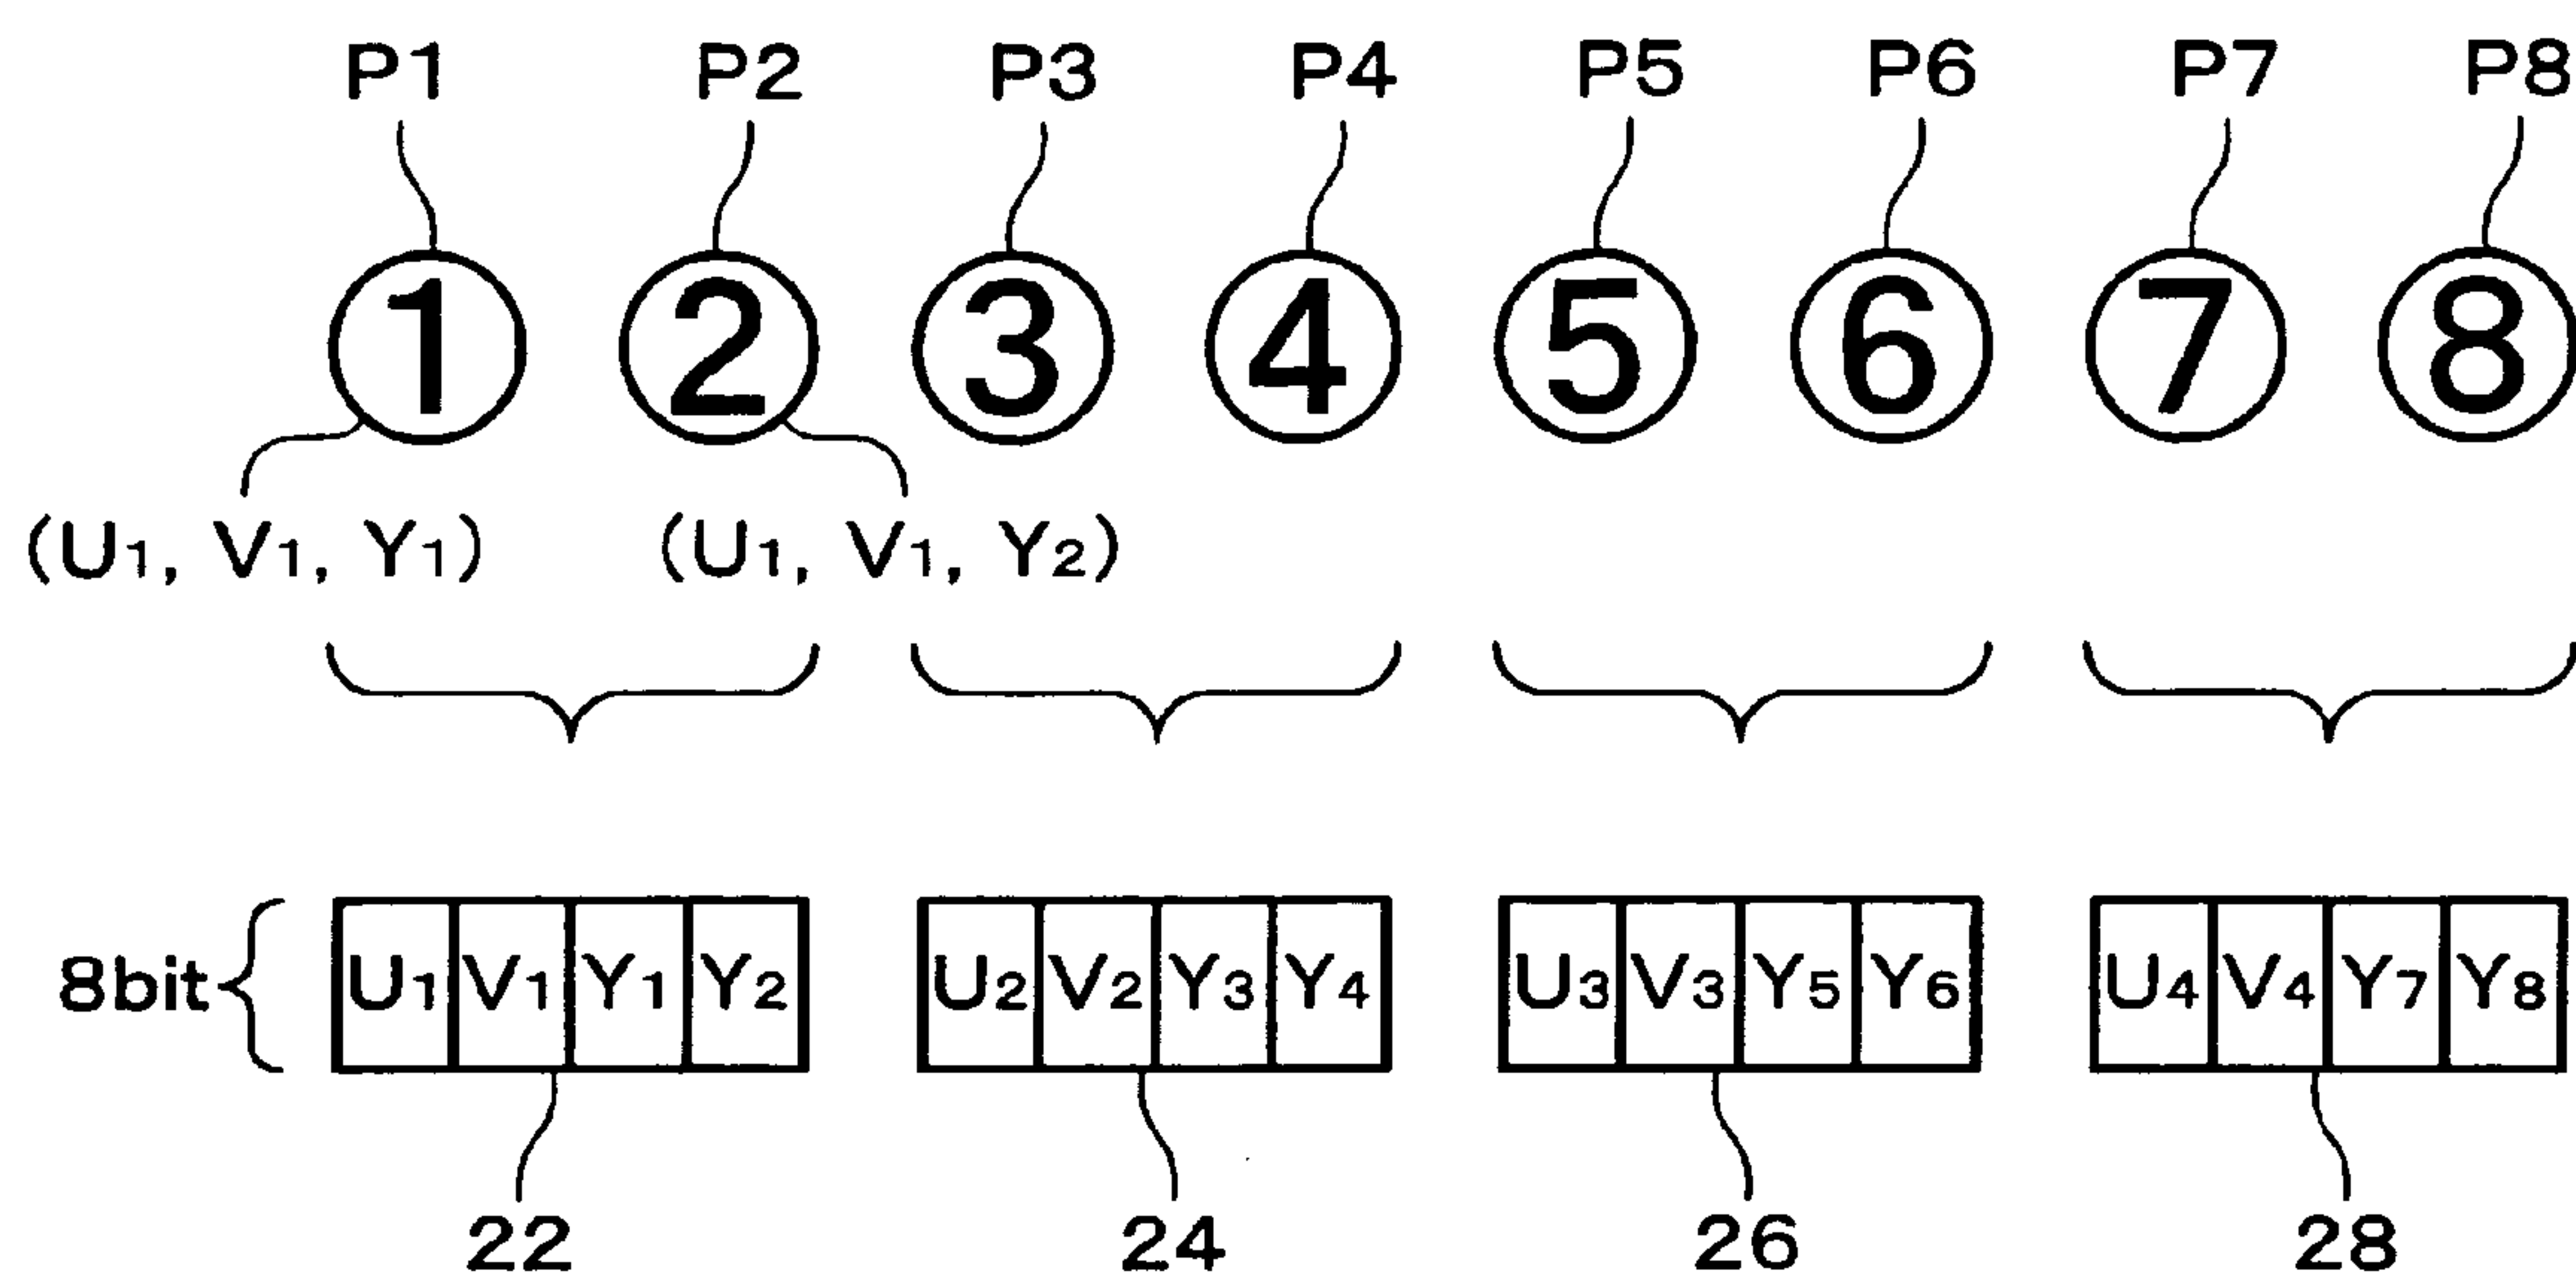 P1 P2 P3 P4 P5 P6 P7 P8
1 2 3 4 5 6 7 8
(U1, V1, Y1) (U1, V1, Y2)
8bit U1 V1 Y1 Y2 U2 V2 Y3 Y4 U3 V3 Y5 Y6 U4 V4 Y7 Y8
22 24 26 28